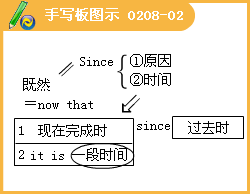 手写板图示 0208-02
Since ①原因
②时间
既然
=now that
1 现在完成时 since 过去时
2 it is 一段时间